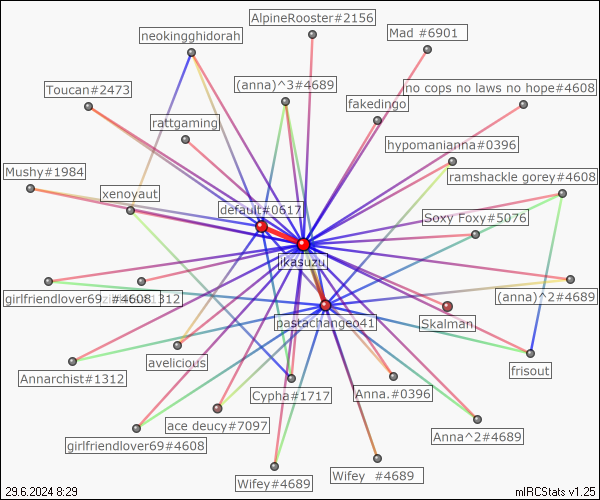 AlpineRooster#2156
neokingghidorah
Mad #6901
(anna)^3#4689
Toucan#2473
no cops no laws no hope#4608
fakedingo
rattgaming
hypomanianna#0396
Mushy#1984
ramshackle gorey#4608
xenoyaut
default#0617
Soxy Foxy#5076
ikasuzu
girlfriendlover69 #4608
1312
(anna)^2#4689
pastachangeo41
Skalman
avelicious
frisout
Annarchist#1312
Cypha#1717
Anna.#0396
ace deucy#7097
Anna^2#4689
girlfriendlover69#4608
Wifey#4689
Wifey #4689
29.6.2024 8:29
mIRCStats v1.25